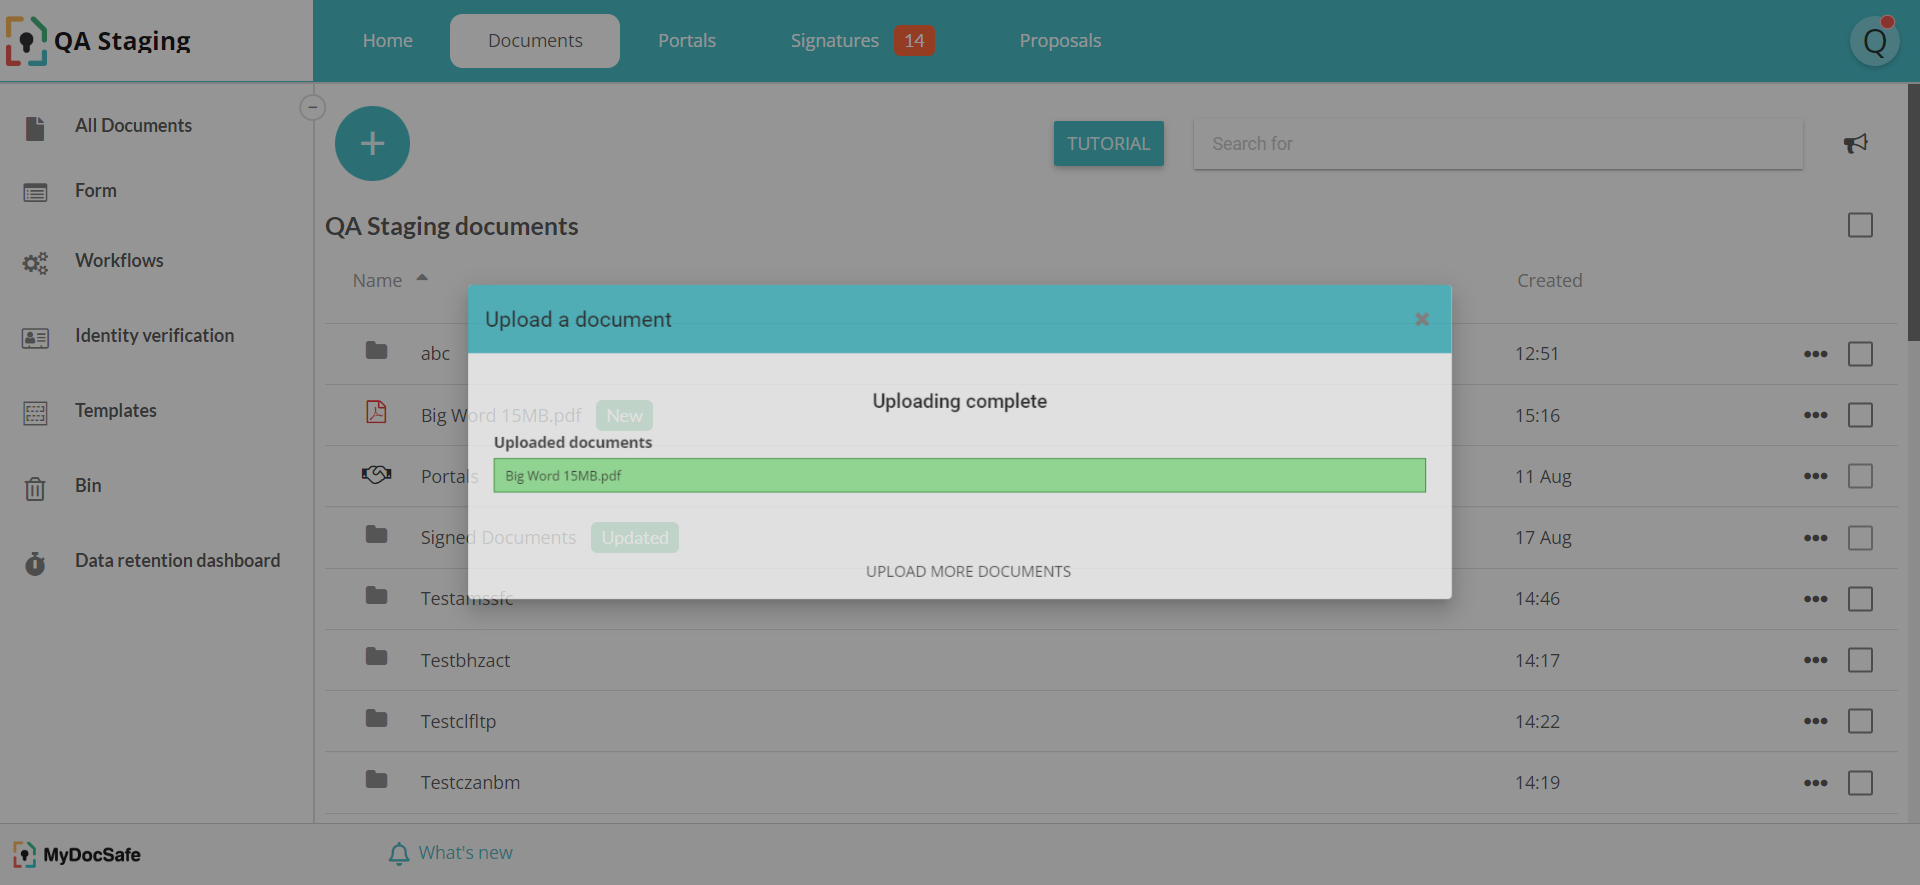 QA Staging
Home
Documents
Portals
Signatures 14
Proposals
Q
All Documents
Form
Workflows
Identity verification
Templates
Bin
Data retention dashboard
TUTORIAL
Search for
QA Staging documents
Name
Created
Upload a document
Uploading complete
Uploaded documents
Big Word 15MB.pdf
UPLOAD MORE DOCUMENTS
abc 12:51
Big Word 15MB.pdf New 15:16
Portals 11 Aug
Signed Documents Updated 17 Aug
Testamssfc 14:46
Testbhzact 14:17
Testclfltp 14:22
Testczanbm 14:19
MyDocSafe
What's new